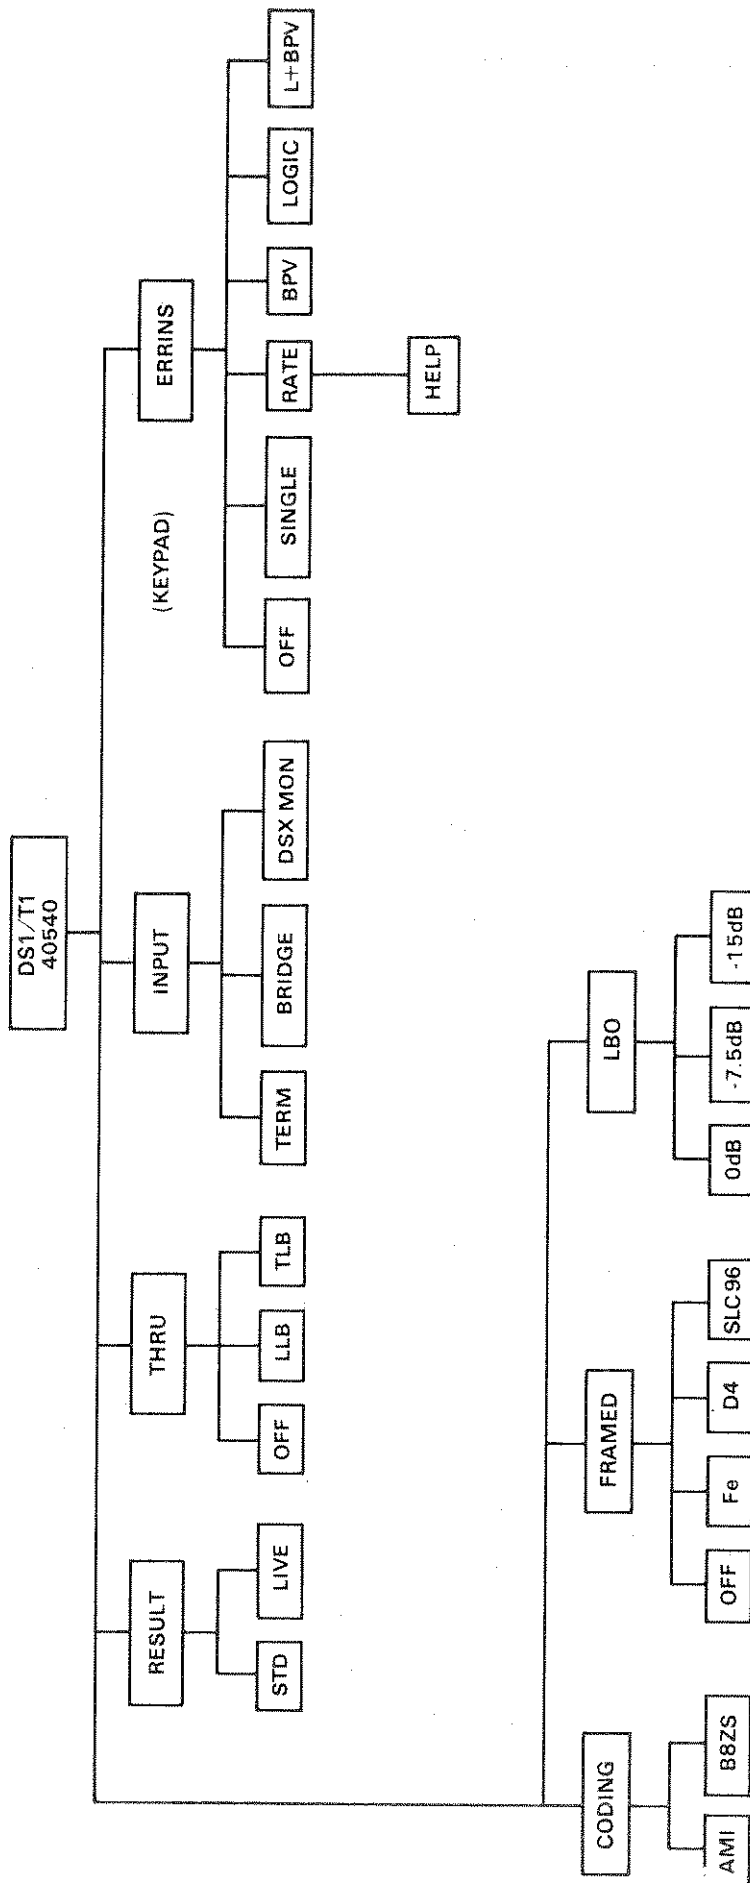 DS1/T1
40540
RESULT
THRU
INPUT
(KEYPAD)
ERRINS
STD
LIVE
OFF
LLB
TLB
TERM
BRIDGE
DSX MON
OFF
SINGLE
RATE
BPV
LOGIC
L+BPV
HELP
CODING
FRAMED
LBO
AMI
B8ZS
OFF
Fe
D4
SLC96
0dB
-7.5dB
-15dB